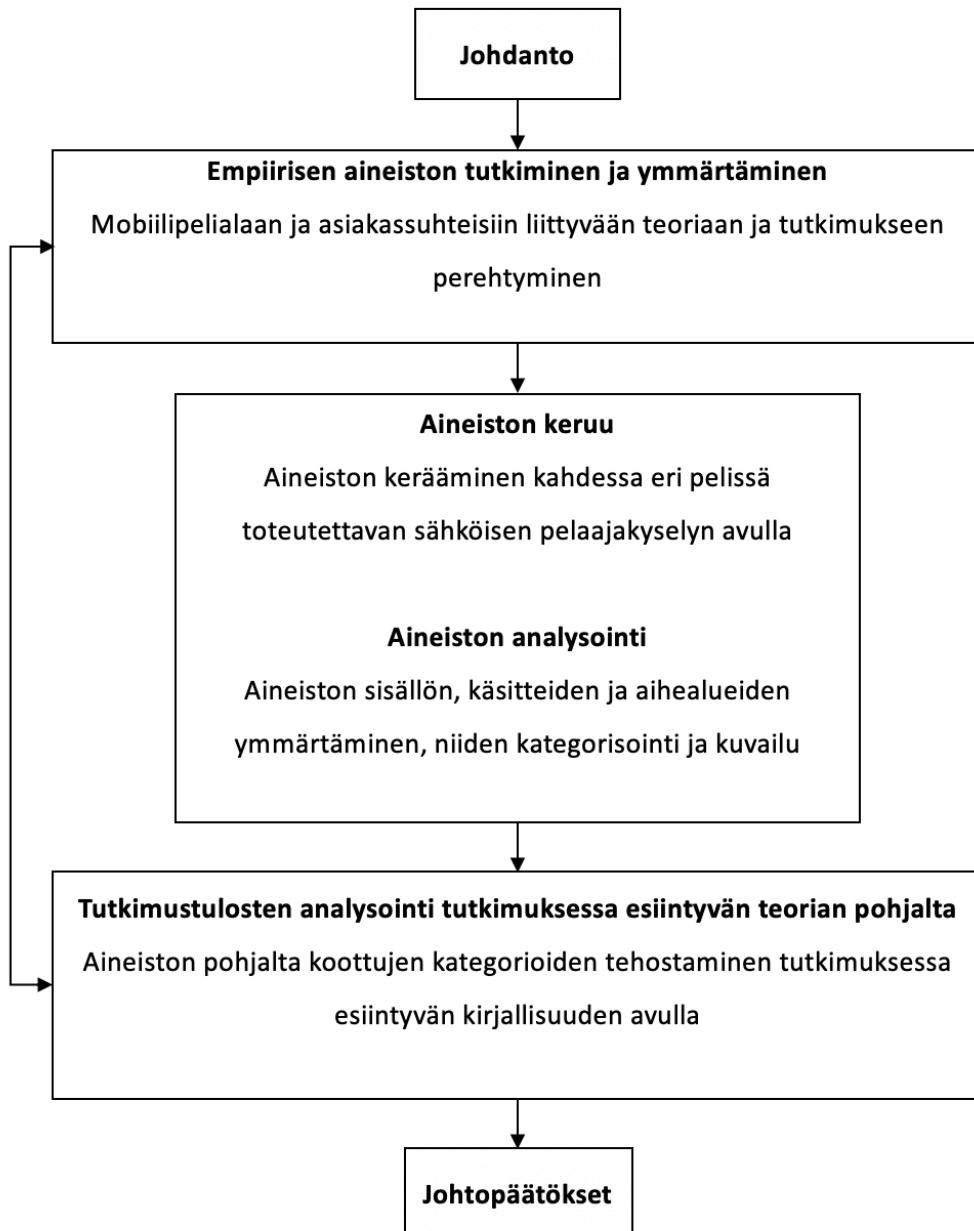 Johdanto
Empiirisen aineiston tutkiminen ja ymmärtäminen
Mobiilipelialaan ja asiakassuhteisiin liittyvään teoriaan ja tutkimukseen
perehtyminen
Aineiston keruu
Aineiston kerääminen kahdessa eri pelissä
toteutettavan sähköisen pelaajakyselyn avulla
Aineiston analysointi
Aineiston sisällön, käsitteiden ja aihealueiden
ymmärtäminen, niiden kategorisointi ja kuvailu
Tutkimustulosten analysointi tutkimuksessa esiintyvän teorian pohjalta
Aineiston pohjalta koottujen kategorioiden tehostaminen tutkimuksessa
esiintyvän kirjallisuuden avulla
Johtopäätökset